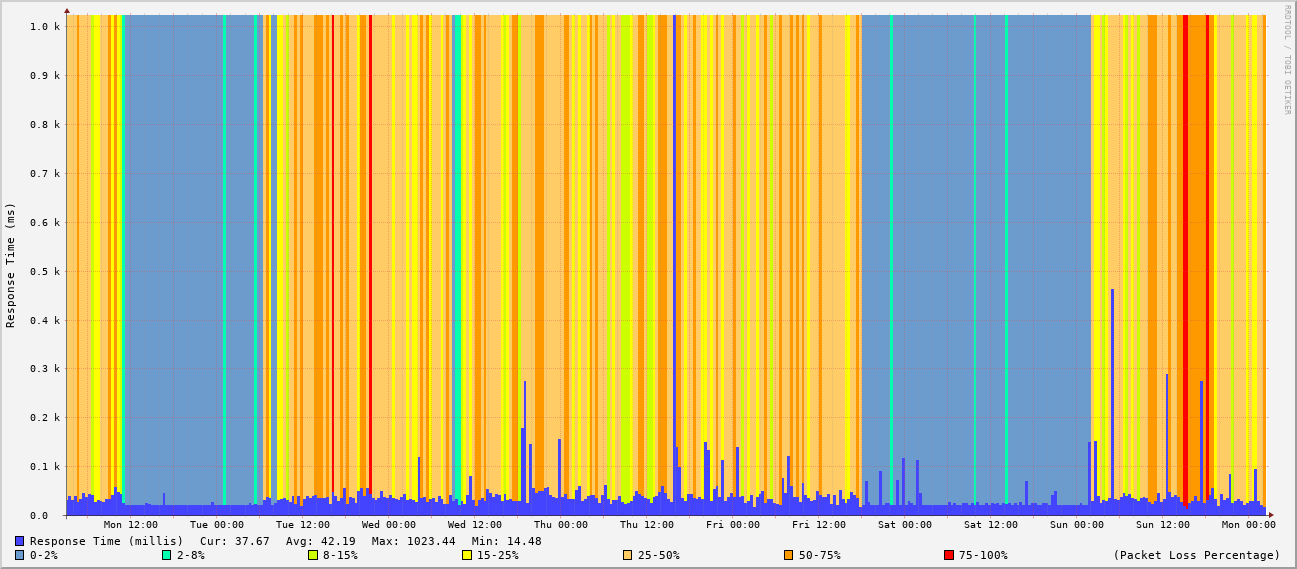 RRDTOOL / TOBI OETIKER
Response Time (ms)
1.0 k
0.9 k
0.8 k
0.7 k
0.6 k
0.5 k
0.4 k
0.3 k
0.2 k
0.1 k
0.0
Mon 12:00 Tue 00:00 Tue 12:00 Wed 00:00 Wed 12:00 Thu 00:00 Thu 12:00 Fri 00:00 Fri 12:00 Sat 00:00 Sat 12:00 Sun 00:00 Sun 12:00 Mon 00:00
Response Time (millis) Cur: 37.67 Avg: 42.19 Max: 1023.44 Min: 14.48
0-2% 2-8% 8-15% 15-25% 25-50% 50-75% 75-100% (Packet Loss Percentage)